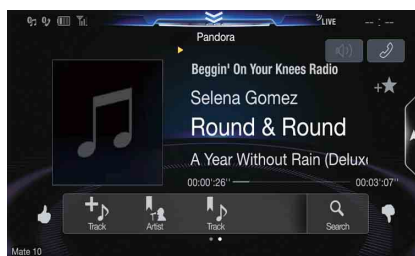 LIVE -- : --
Pandora
Beggin' On Your Knees Radio
Selena Gomez
Round & Round
A Year Without Rain (Deluxe
00:00':26'' 00:03':07''
Track Artist Track Search
Mate 10